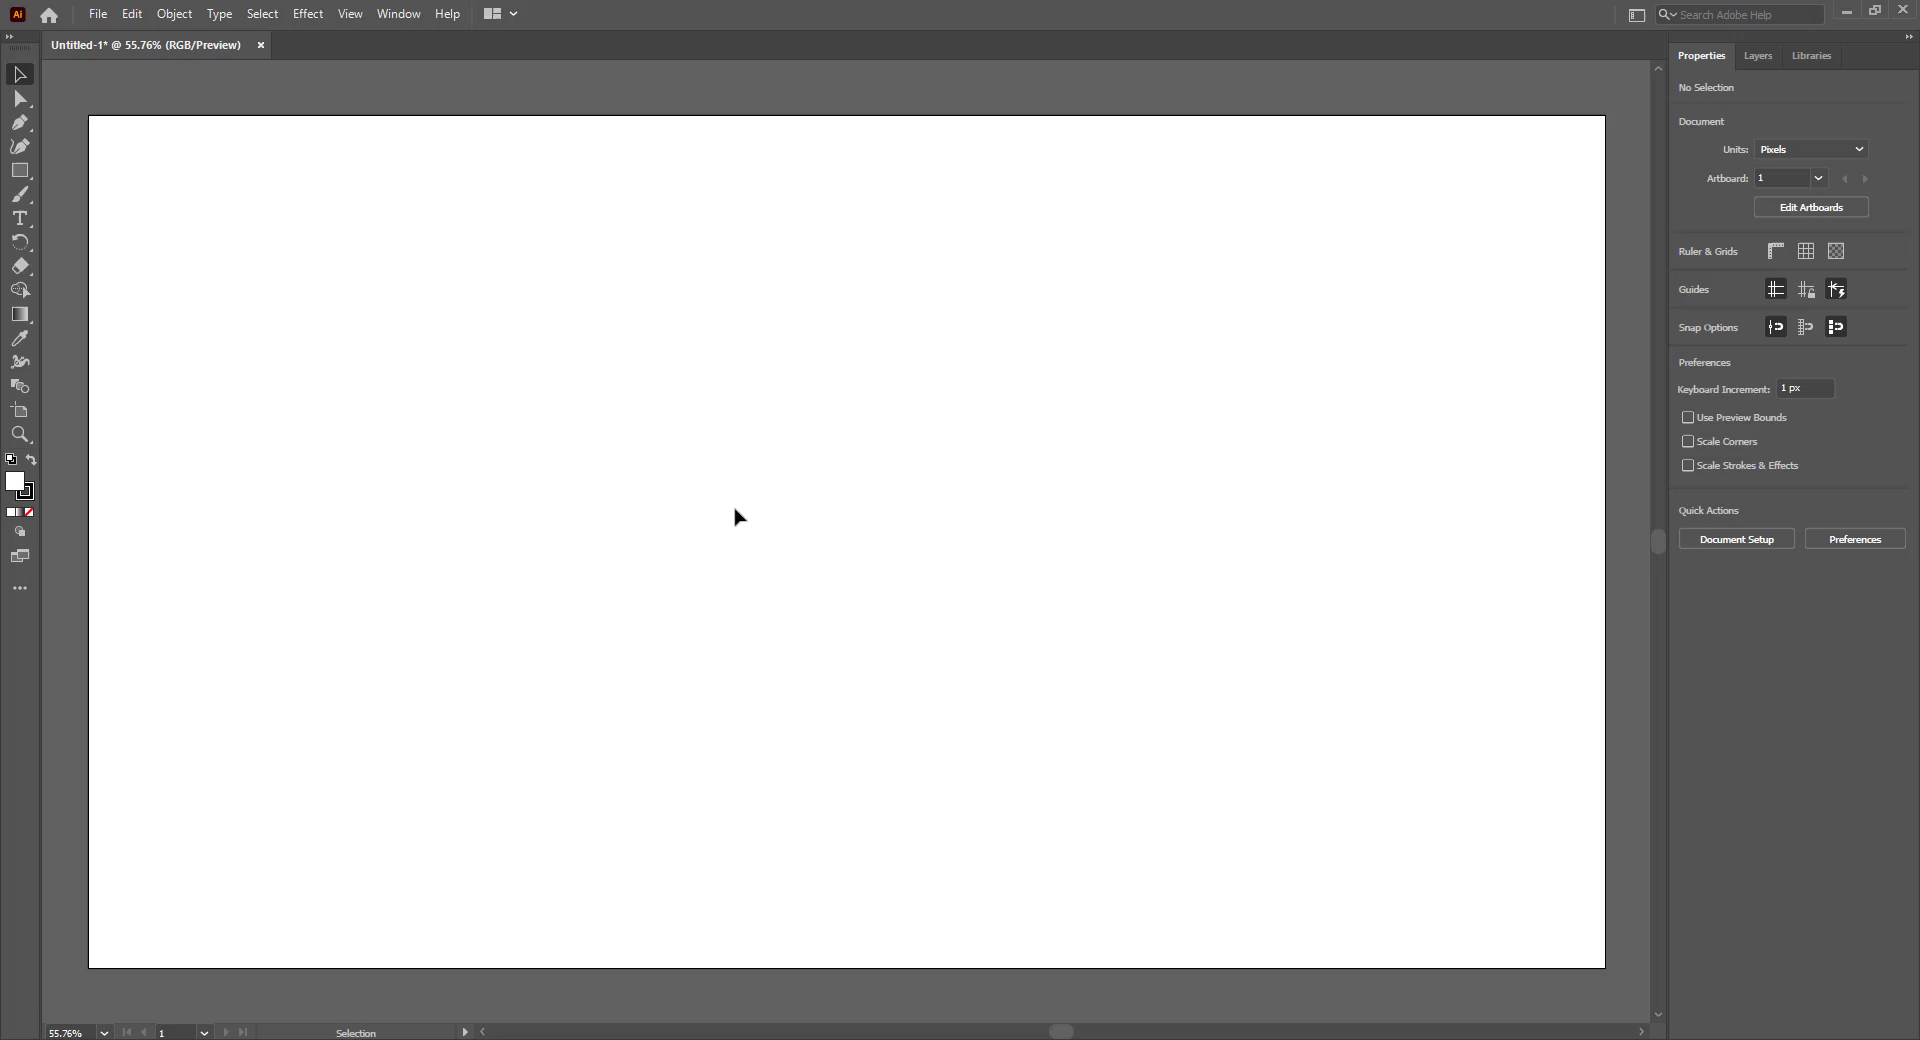 Ai File Edit Object Type Select Effect View Window Help Search Adobe Help
Untitled-1* @ 55.76% (RGB/Preview)
Properties Layers Libraries
No Selection
Document
Units: Pixels
Artboard: 1
Edit Artboards
Ruler & Grids
Guides
Snap Options
Preferences
Keyboard Increment: 1 px
Use Preview Bounds
Scale Corners
Scale Strokes & Effects
Quick Actions
Document Setup Preferences
55.76% 1 Selection